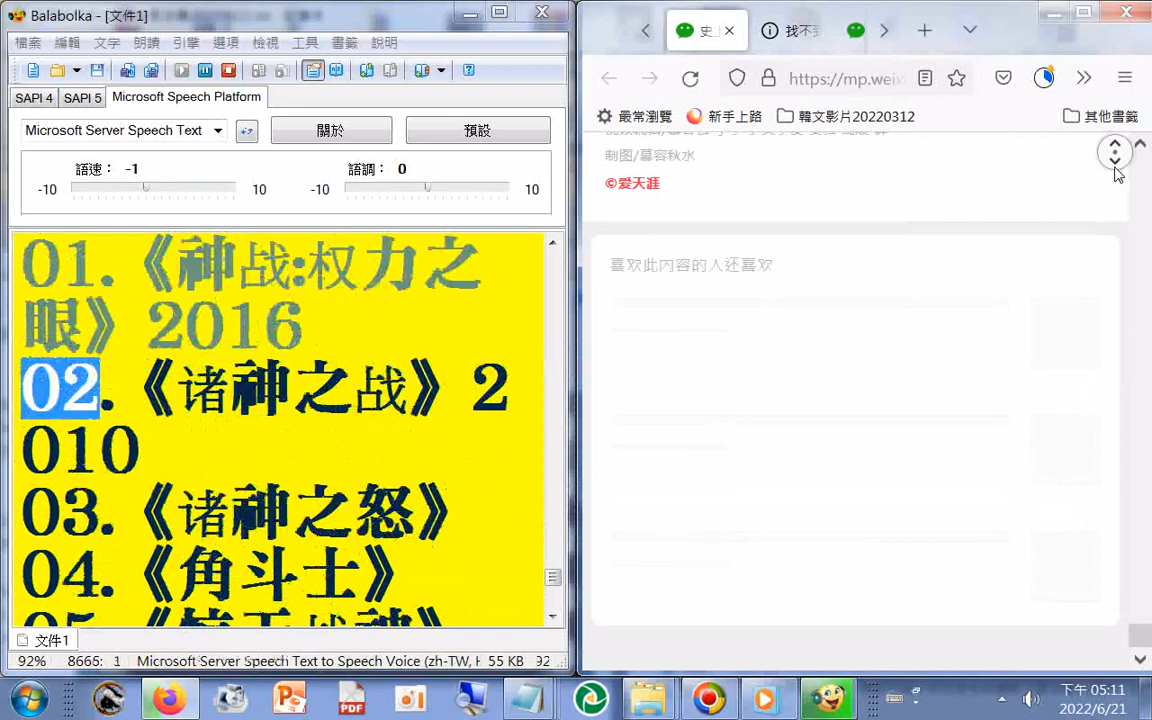 Balabolka - [文件1]
檔案 編輯 文字 朗讀 引擎 選項 檢視 工具 書籤 說明
SAPI 4 SAPI 5 Microsoft Speech Platform
Microsoft Server Speech Text 關於 預設
語速： -1 語調： 0
-10 10 -10 10
01.《神战:权力之
眼》2016
02.《诸神之战》2
010
03.《诸神之怒》
04.《角斗士》
文件1
92% 8665: 1 Microsoft Server Speech Text to Speech Voice (zh-TW, H 55 KB 92
史 找不到
https://mp.weix
最常瀏覽 新手上路 韓文影片20220312 其他書籤
制图/慕容秋水
©爱天涯
喜欢此内容的人还喜欢
下午 05:11
2022/6/21